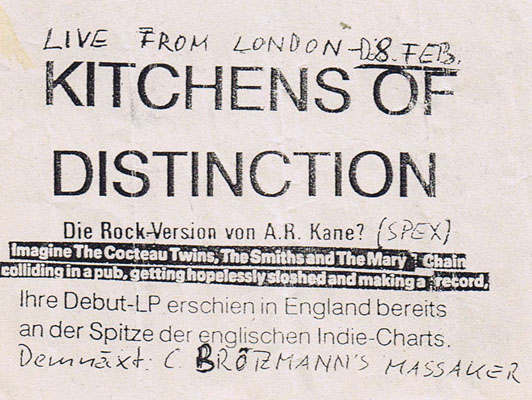 LIVE FROM LONDON - Di 8. FEB.
KITCHENS OF
DISTINCTION
Die Rock-Version von A.R. Kane? (SPEX)
Imagine The Cocteau Twins, The Smiths and The Mary Chain
colliding in a pub, getting hopelessly sloshed and making a record.
Ihre Debut-LP erschien in England bereits
an der Spitze der englischen Indie-Charts.
Demnäxt: C. BRÖTZMANN'S MASSAKER